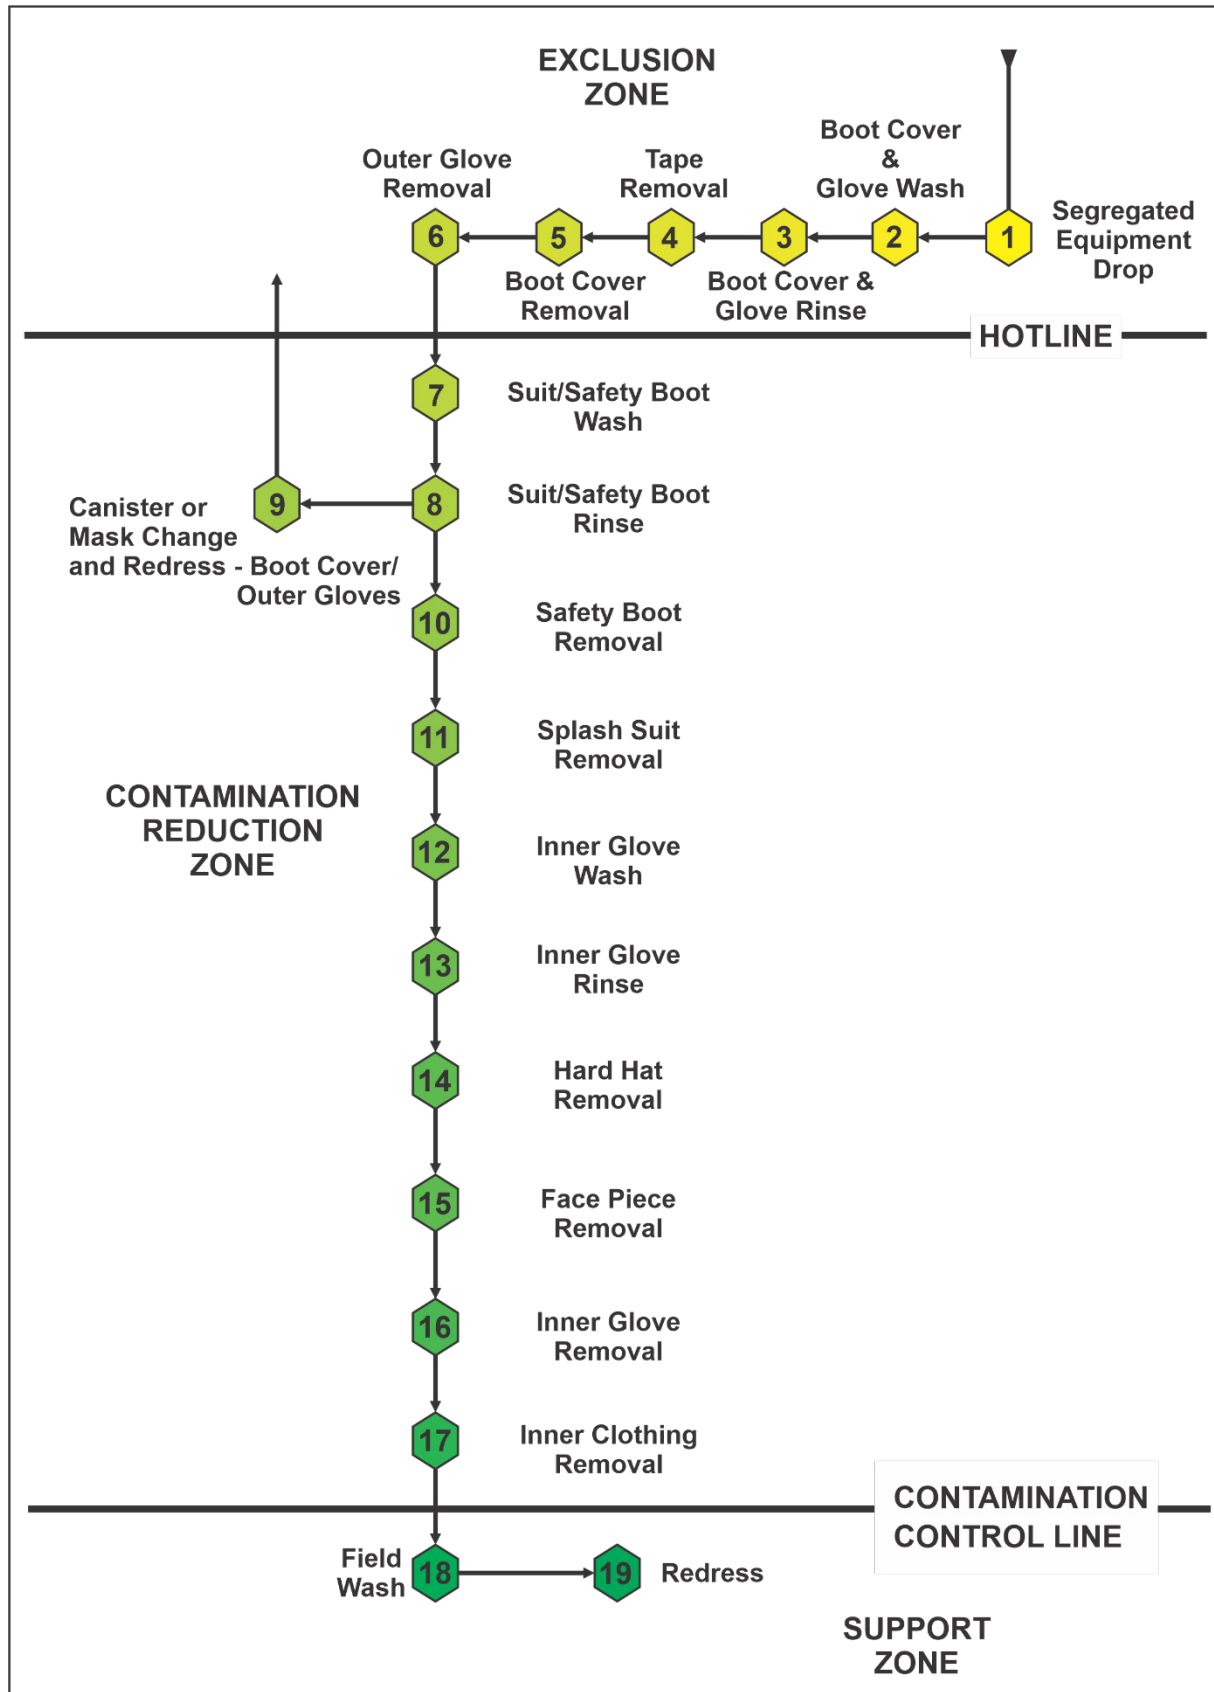 EXCLUSION
ZONE
Boot Cover
&
Glove Wash
Outer Glove
Removal
Tape
Removal
Segregated
Equipment
Drop
6
5
4
3
2
1
Boot Cover
Removal
Boot Cover &
Glove Rinse
HOTLINE
7
Suit/Safety Boot
Wash
9
8
Suit/Safety Boot
Rinse
Canister or
Mask Change
and Redress - Boot Cover/
Outer Gloves
10
Safety Boot
Removal
11
Splash Suit
Removal
CONTAMINATION
REDUCTION
ZONE
12
Inner Glove
Wash
13
Inner Glove
Rinse
14
Hard Hat
Removal
15
Face Piece
Removal
16
Inner Glove
Removal
17
Inner Clothing
Removal
CONTAMINATION
CONTROL LINE
Field
Wash
18
19
Redress
SUPPORT
ZONE